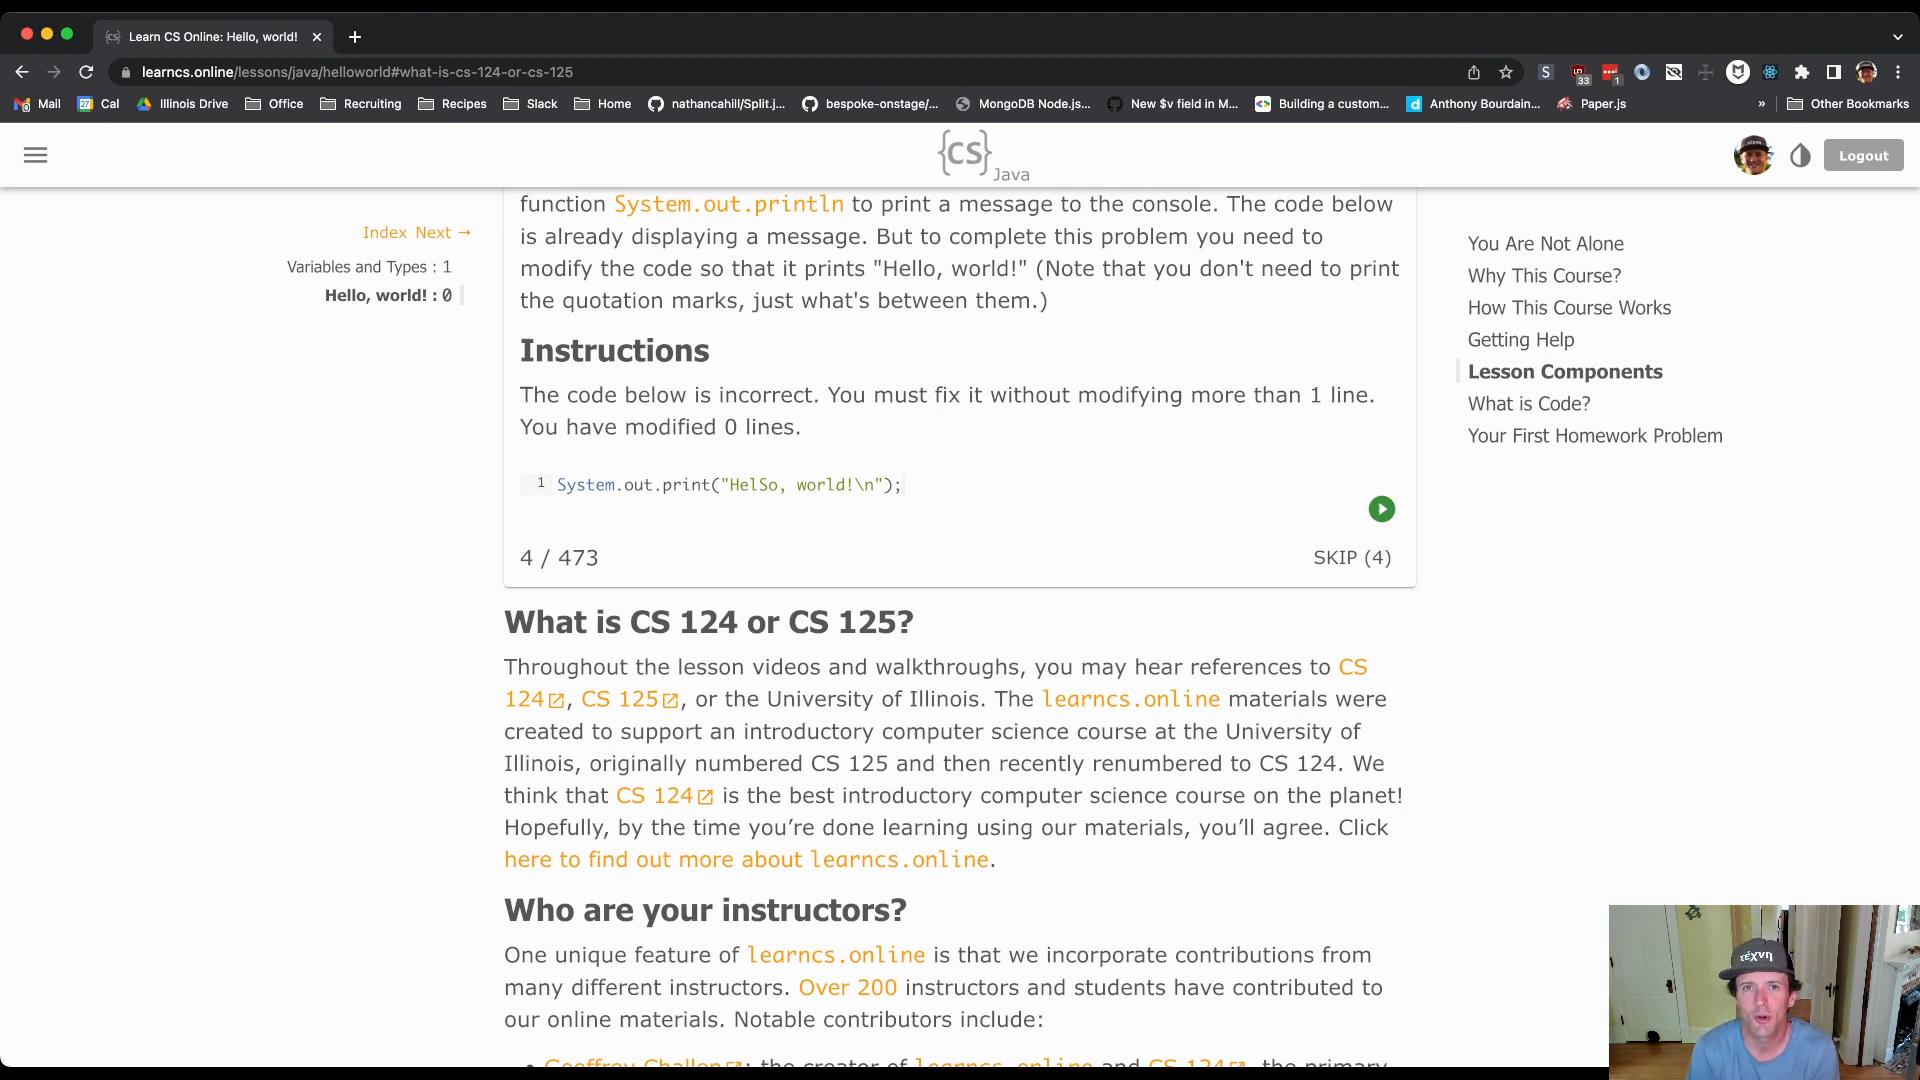 Learn CS Online: Hello, world!
learncs.online/lessons/java/helloworld#what-is-cs-124-or-cs-125
33
1
Mail
27 Cal
Illinois Drive
Office
Recruiting
Recipes
Slack
Home
nathancahill/Split.j...
bespoke-onstage/...
MongoDB Node.js...
New $v field in M...
Building a custom...
Anthony Bourdain...
Paper.js
»
Other Bookmarks
{CS}
Java
Logout
Index Next →
Variables and Types : 1
Hello, world! : 0
function System.out.println to print a message to the console. The code below
is already displaying a message. But to complete this problem you need to
modify the code so that it prints "Hello, world!" (Note that you don't need to print
the quotation marks, just what's between them.)
Instructions
The code below is incorrect. You must fix it without modifying more than 1 line.
You have modified 0 lines.
1 System.out.print("HelSo, world!\n");
4 / 473
SKIP (4)
What is CS 124 or CS 125?
Throughout the lesson videos and walkthroughs, you may hear references to CS
124, CS 125, or the University of Illinois. The learncs.online materials were
created to support an introductory computer science course at the University of
Illinois, originally numbered CS 125 and then recently renumbered to CS 124. We
think that CS 124 is the best introductory computer science course on the planet!
Hopefully, by the time you’re done learning using our materials, you’ll agree. Click
here to find out more about learncs.online.
Who are your instructors?
One unique feature of learncs.online is that we incorporate contributions from
many different instructors. Over 200 instructors and students have contributed to
our online materials. Notable contributors include:
• Geoffrey Challen: the creator of learncs.online and CS 124, the primary
You Are Not Alone
Why This Course?
How This Course Works
Getting Help
Lesson Components
What is Code?
Your First Homework Problem